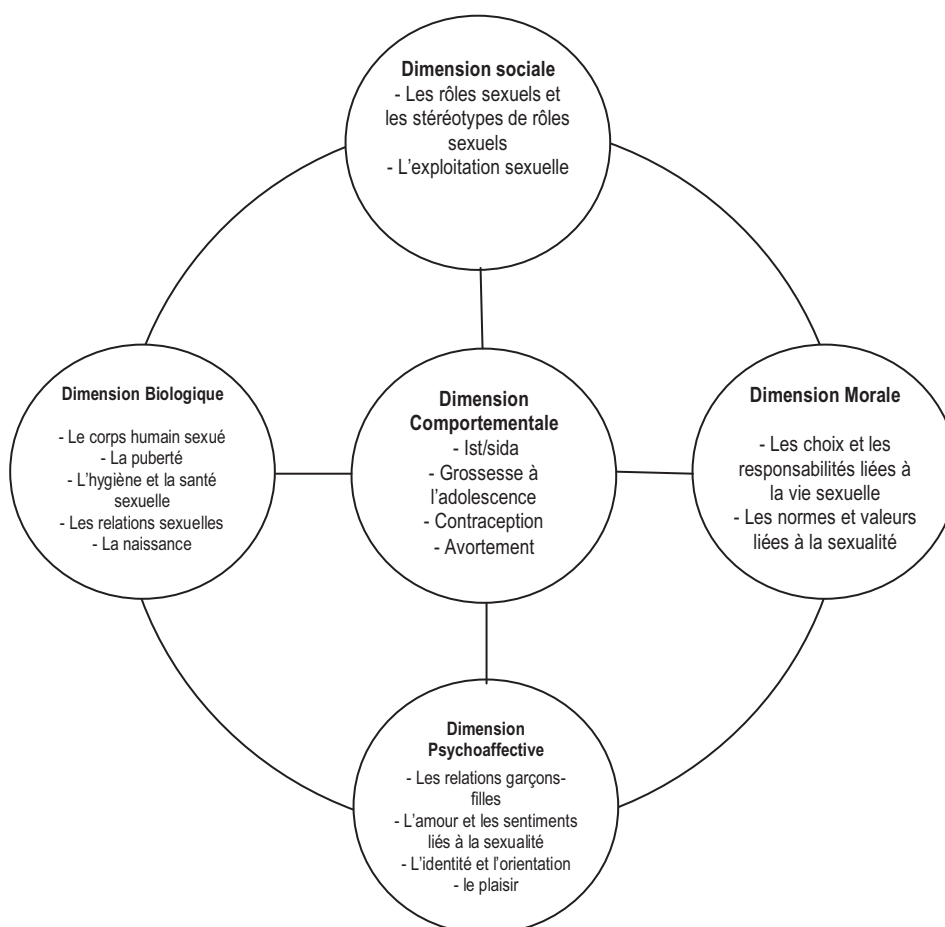 Dimension sociale
- Les rôles sexuels et
les stéréotypes de rôles
sexuels
- L'exploitation sexuelle
Dimension Biologique
- Le corps humain sexué
- La puberté
- L'hygiène et la santé
sexuelle
- Les relations sexuelles
- La naissance
Dimension
Comportementale
- Ist/sida
- Grossesse à
l'adolescence
- Contraception
- Avortement
Dimension Morale
- Les choix et les
responsabilités liées à
la vie sexuelle
- Les normes et valeurs
liées à la sexualité
Dimension
Psychoaffective
- Les relations garçons-
filles
- L'amour et les sentiments
liés à la sexualité
- L'identité et l'orientation
- le plaisir